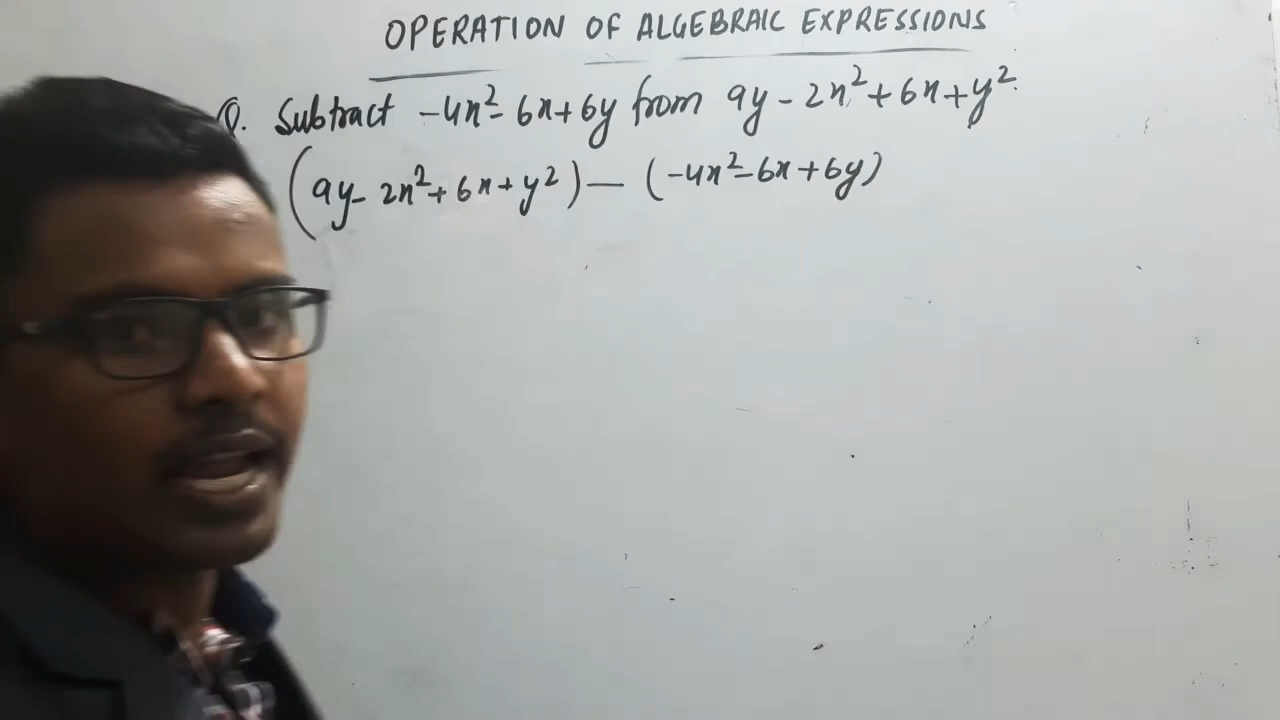 OPERATION OF ALGEBRAIC EXPRESSIONS
Q. Subtract -4x²-6x+6y from 9y-2x²+6x+y².
(9y-2x²+6x+y²)-(-4x²-6x+6y)